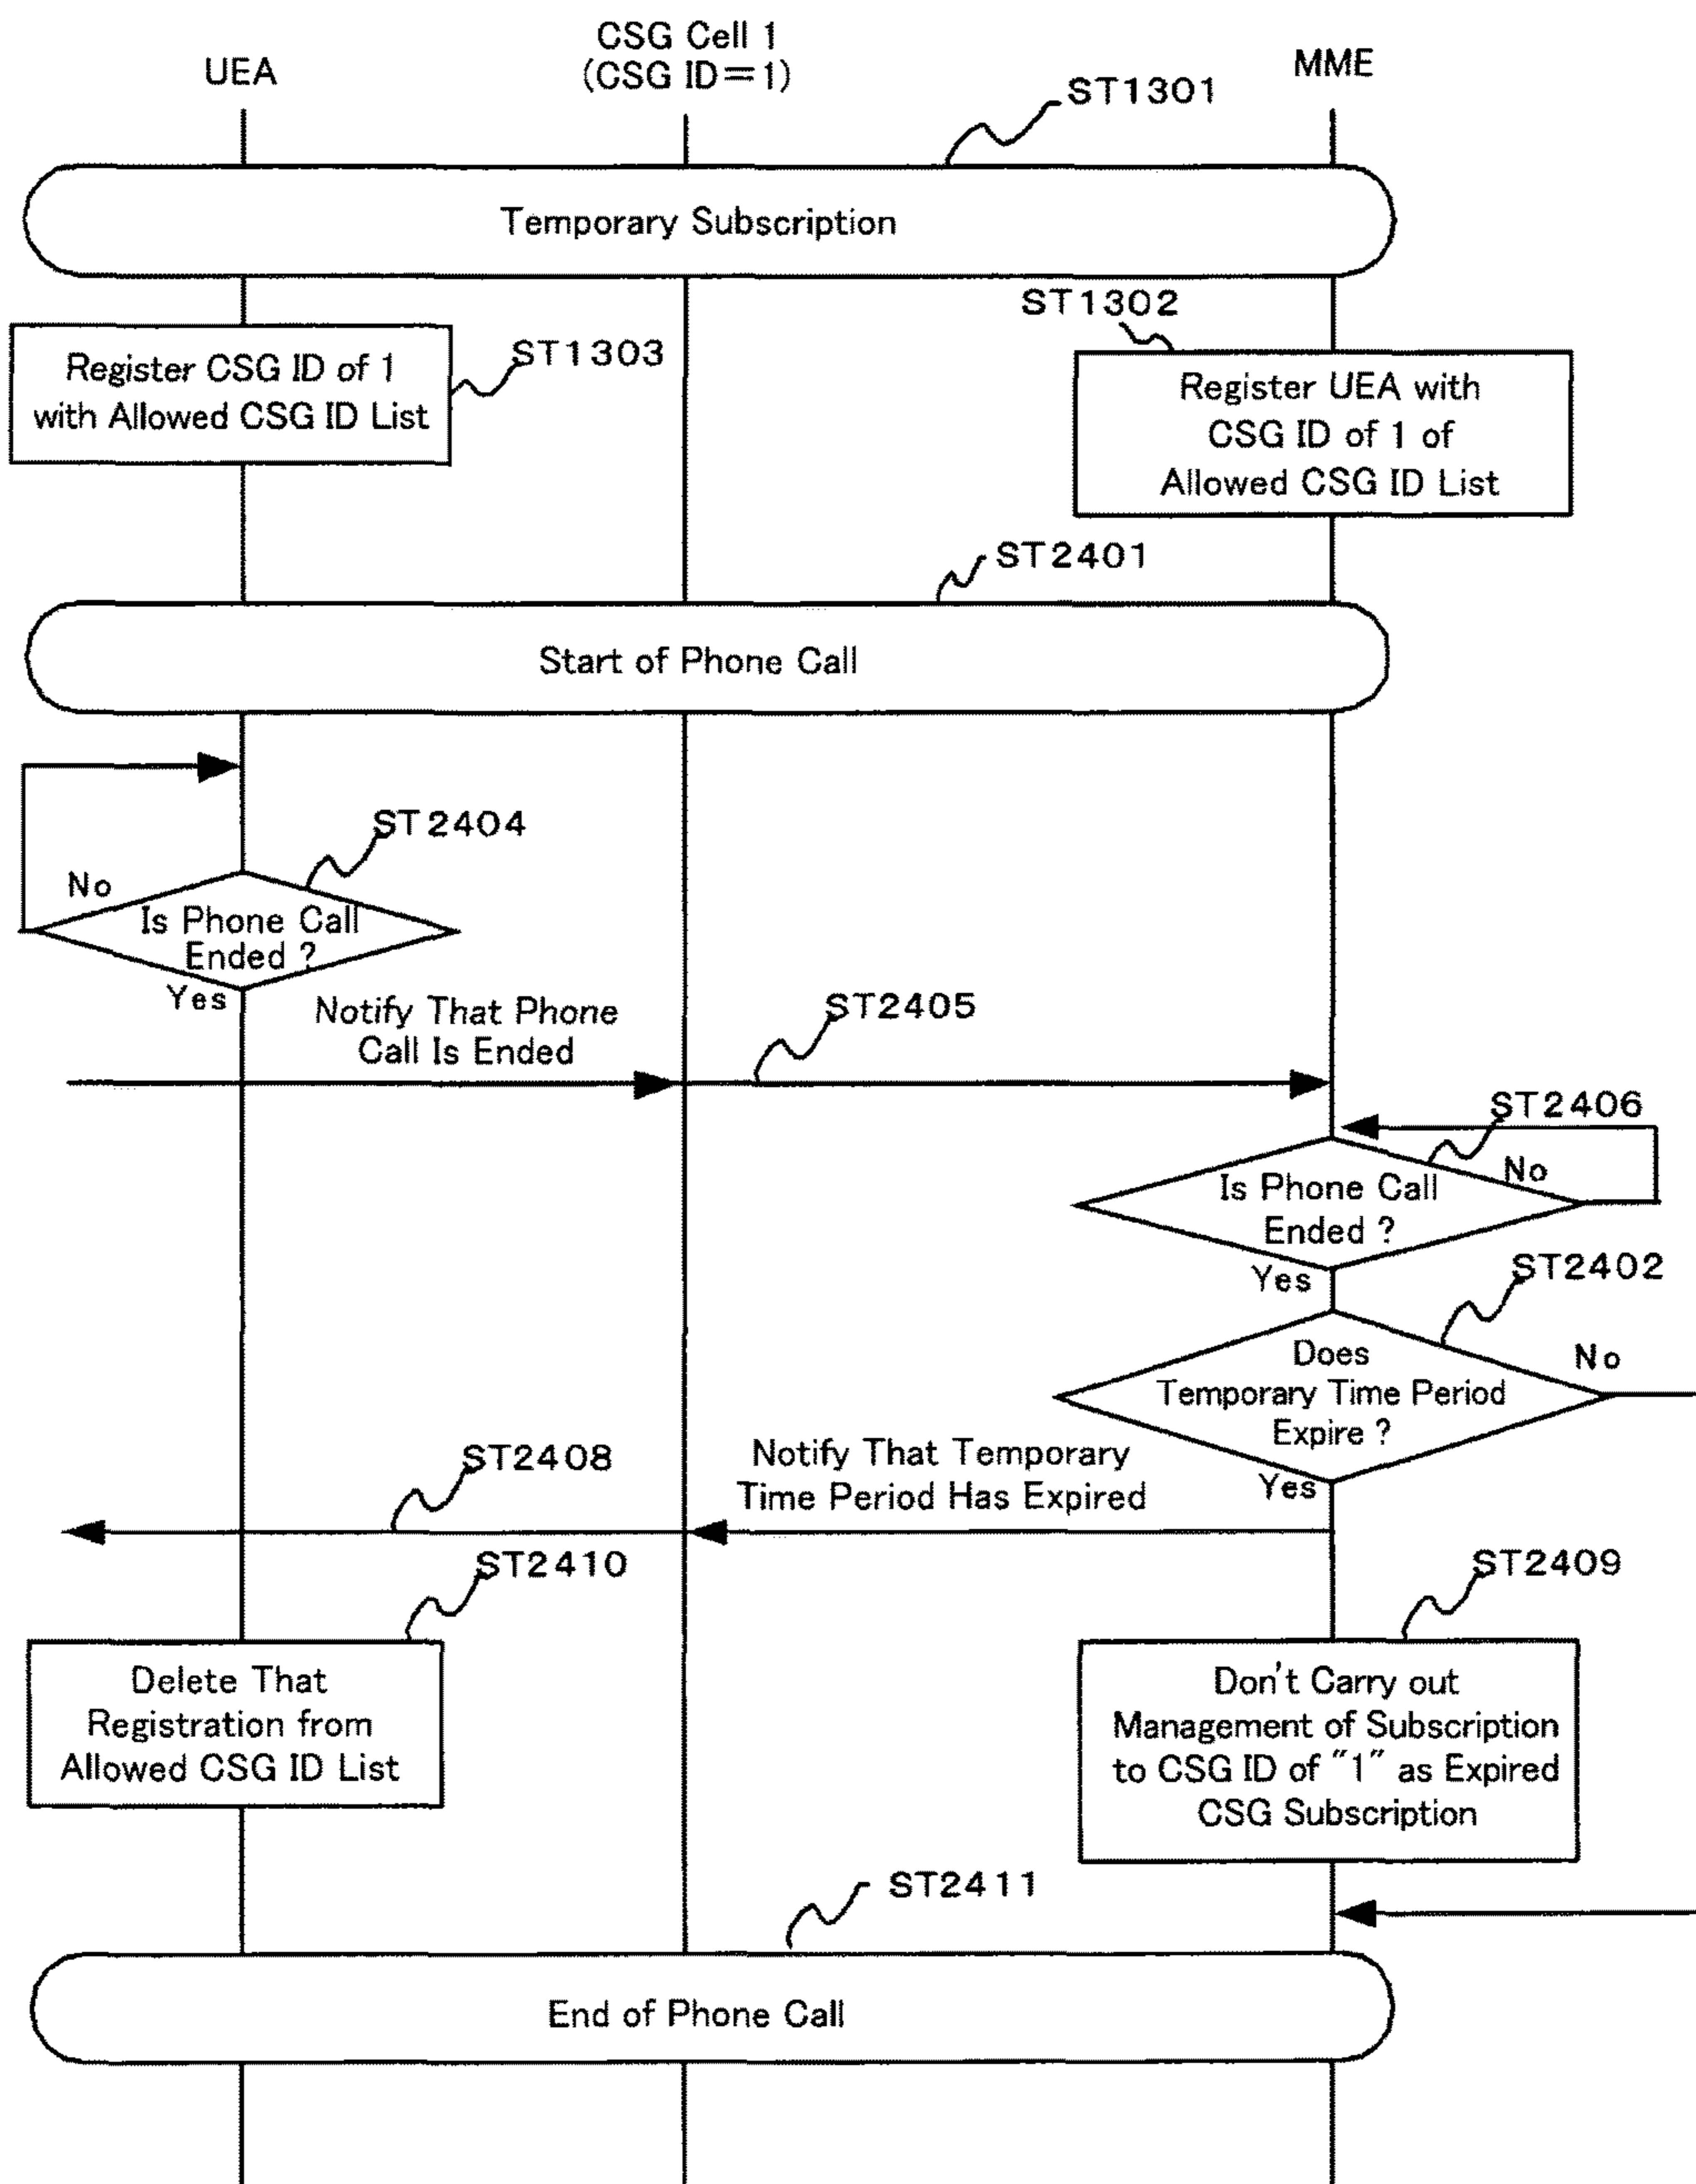 UEA
CSG Cell 1
(CSG ID=1)
MME
ST1301
Temporary Subscription
ST1302
ST1303
Register CSG ID of 1
with Allowed CSG ID List
Register UEA with
CSG ID of 1 of
Allowed CSG ID List
ST2401
Start of Phone Call
ST2404
No
Is Phone Call
Ended ?
Yes
Notify That Phone
Call Is Ended
ST2405
ST2406
No
Is Phone Call
Ended ?
Yes
ST2402
Does
Temporary Time Period
Expire ?
No
Yes
Notify That Temporary
Time Period Has Expired
ST2408
ST2410
ST2409
Delete That
Registration from
Allowed CSG ID List
Don't Carry out
Management of Subscription
to CSG ID of "1" as Expired
CSG Subscription
ST2411
End of Phone Call